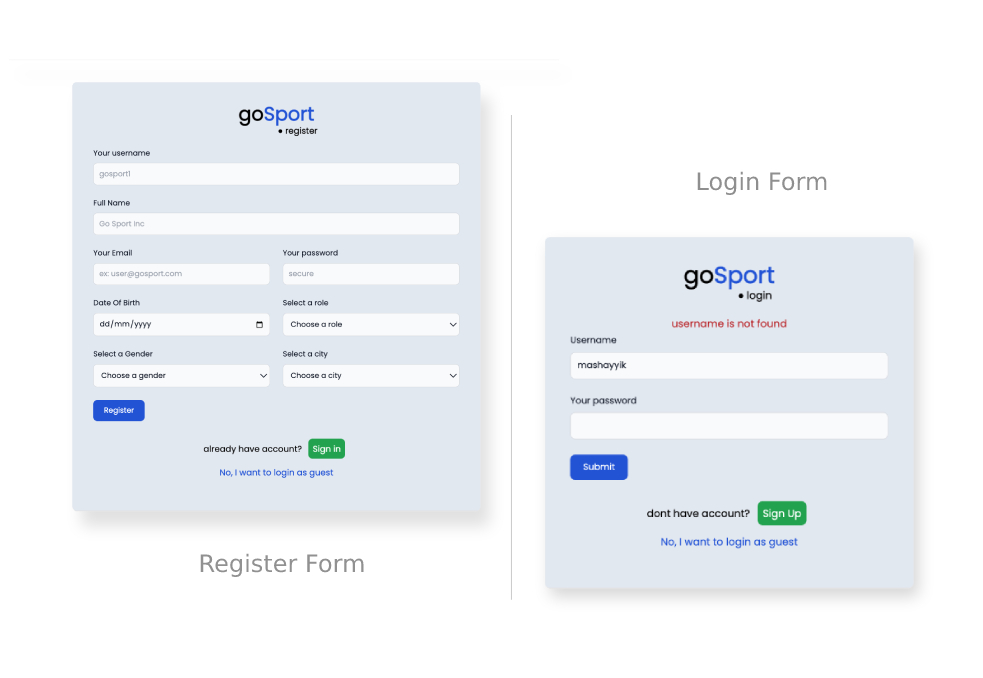 goSport
• register
Your username
gosport1
Full Name
Go Sport inc
Your Email
Your password
ex: user@gosport.com
secure
Date Of Birth
Select a role
dd/mm/yyyy
Choose a role
Select a Gender
Select a city
Choose a gender
Choose a city
Register
already have account? Sign in
No, I want to login as guest
Register Form
Login Form
goSport
• login
username is not found
Username
mashayyik
Your password
Submit
dont have account? Sign Up
No, I want to login as guest